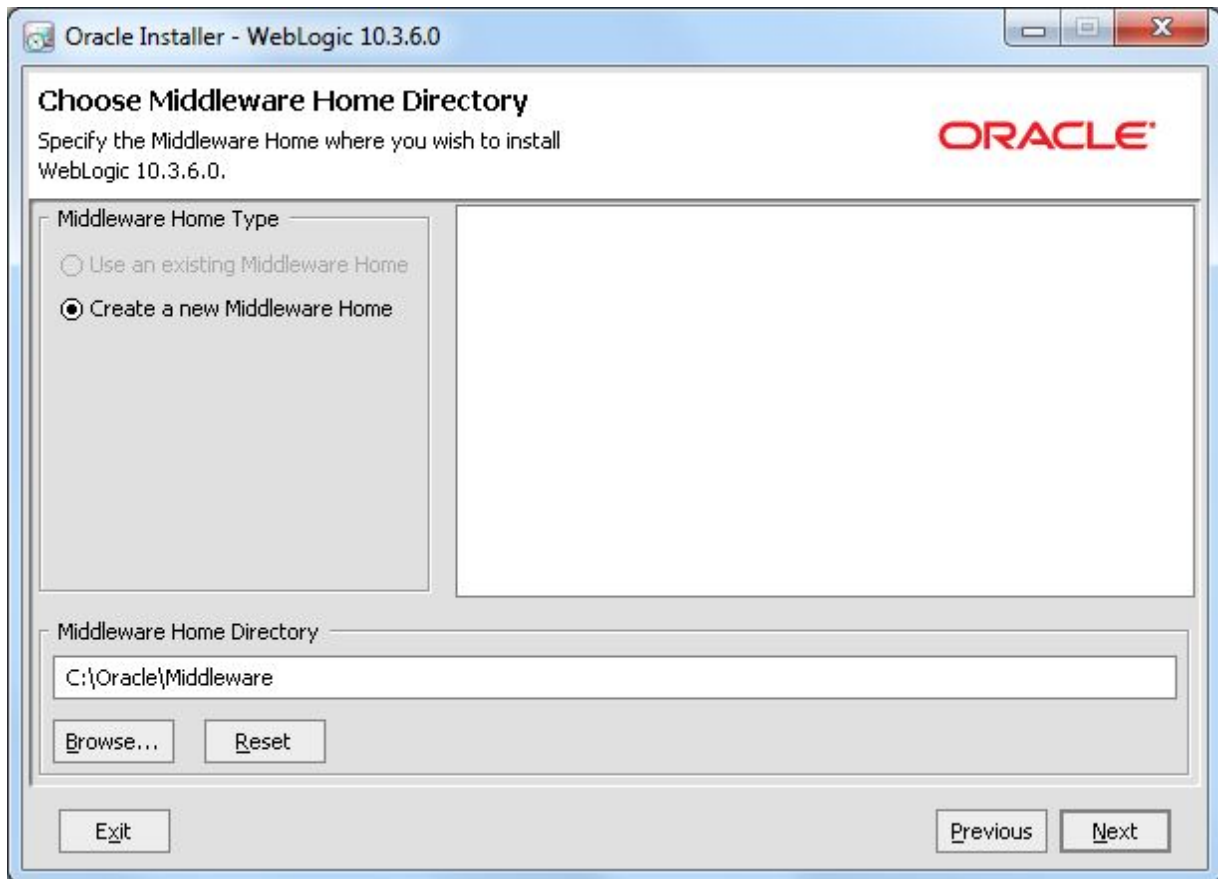 Oracle Installer - WebLogic 10.3.6.0
Choose Middleware Home Directory
Specify the Middleware Home where you wish to install
WebLogic 10.3.6.0.
ORACLE
Middleware Home Type
Use an existing Middleware Home
Create a new Middleware Home
Middleware Home Directory
C:\Oracle\Middleware
Browse...
Reset
Exit
Previous
Next